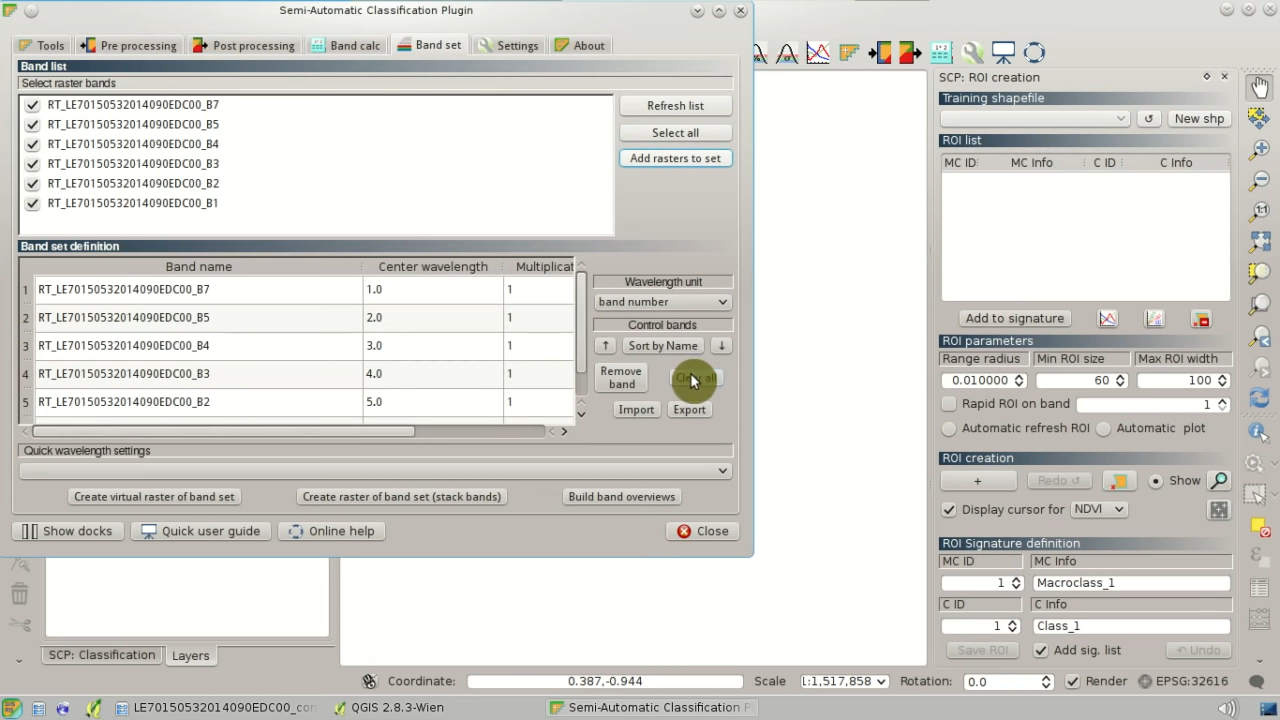 Semi-Automatic Classification Plugin
Tools
Pre processing
Post processing
Band calc
Band set
Settings
About
Band list
Select raster bands
RT_LE70150532014090EDC00_B7
RT_LE70150532014090EDC00_B5
RT_LE70150532014090EDC00_B4
RT_LE70150532014090EDC00_B3
RT_LE70150532014090EDC00_B2
RT_LE70150532014090EDC00_B1
Refresh list
Select all
Add rasters to set
Band set definition
Band name Center wavelength Multiplicat
1 RT_LE70150532014090EDC00_B7 1.0 1
2 RT_LE70150532014090EDC00_B5 2.0 1
3 RT_LE70150532014090EDC00_B4 3.0 1
4 RT_LE70150532014090EDC00_B3 4.0 1
5 RT_LE70150532014090EDC00_B2 5.0 1
Wavelength unit
band number
Control bands
↑ Sort by Name ↓
Remove band
Clear all
Import Export
Quick wavelength settings
Create virtual raster of band set
Create raster of band set (stack bands)
Build band overviews
Show docks
Quick user guide
Online help
Close
SCP: ROI creation
Training shapefile
New shp
ROI list
MC ID MC Info C ID C Info
Add to signature
ROI parameters
Range radius Min ROI size Max ROI width
0.010000 60 100
Rapid ROI on band 1
Automatic refresh ROI Automatic plot
ROI creation
+ Redo ↺ Show
Display cursor for NDVI
ROI Signature definition
MC ID MC Info
1 Macroclass_1
C ID C Info
1 Class_1
Save ROI Add sig. list Undo
SCP: Classification Layers
Coordinate: 0.387,-0.944 Scale 1:1,517,858 Rotation: 0.0 Render EPSG:32616
LE70150532014090EDC00_con
QGIS 2.8.3-Wien
Semi-Automatic Classification P